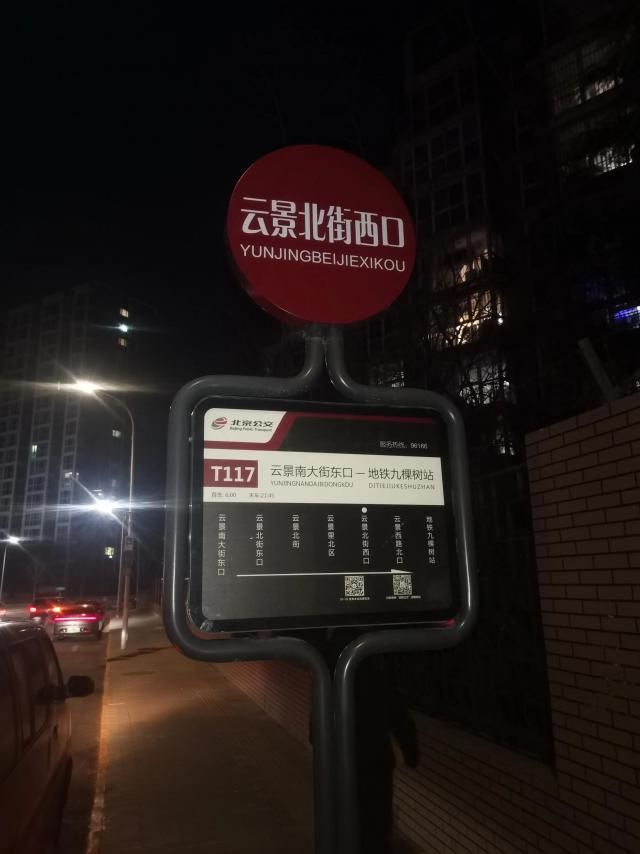 云景北街西口
YUNJINGBEIJIEXIKOU
北京公交
Beijing Public Transport
服务热线：96166
T117
云景南大街东口 — 地铁九棵树站
YUNJINGNANDAJIEDONGKOU
DITIEJIUKESHUZHAN
首车: 6:00 末车: 21:45
云景南大街东口
云景北街东口
云景北街
云景里北区
云景北街西口
云景西路北口
地铁九棵树站